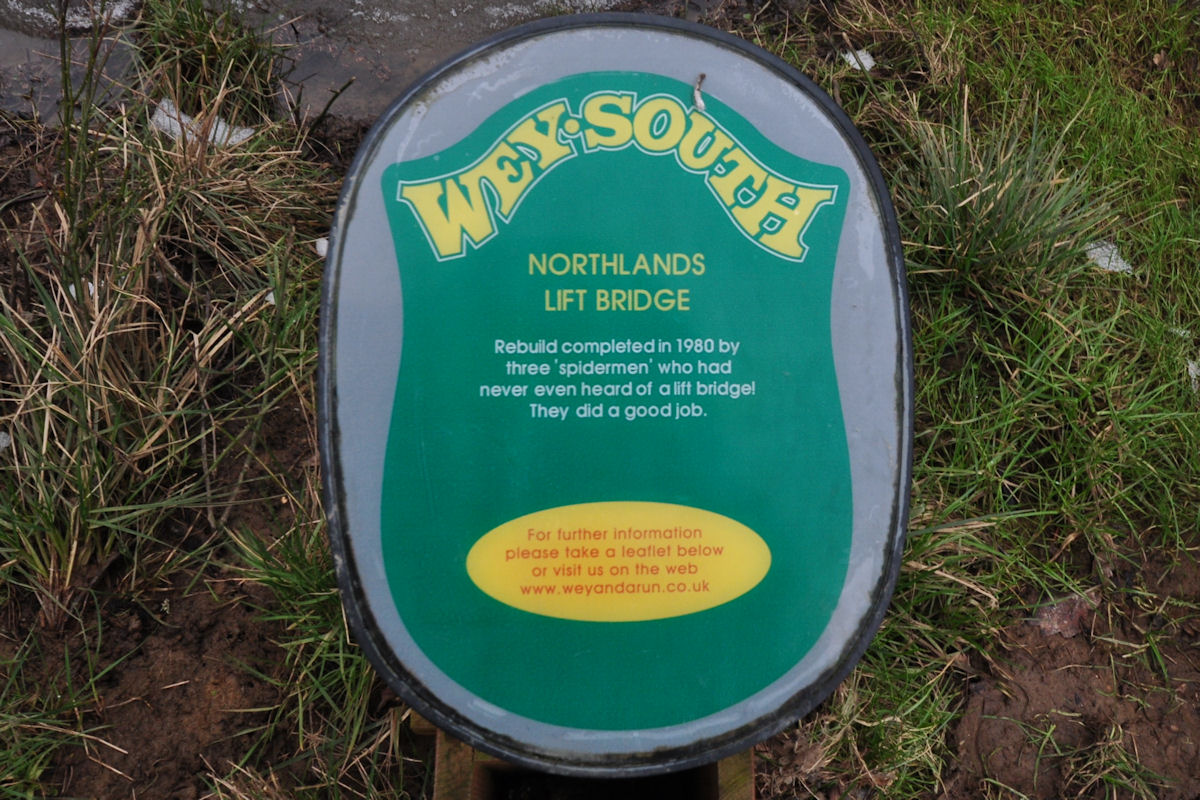 WEY·SOUTH
NORTHLANDS
LIFT BRIDGE
Rebuild completed in 1980 by
three 'spidermen' who had
never even heard of a lift bridge!
They did a good job.
For further information
please take a leaflet below
or visit us on the web
www.weyandarun.co.uk